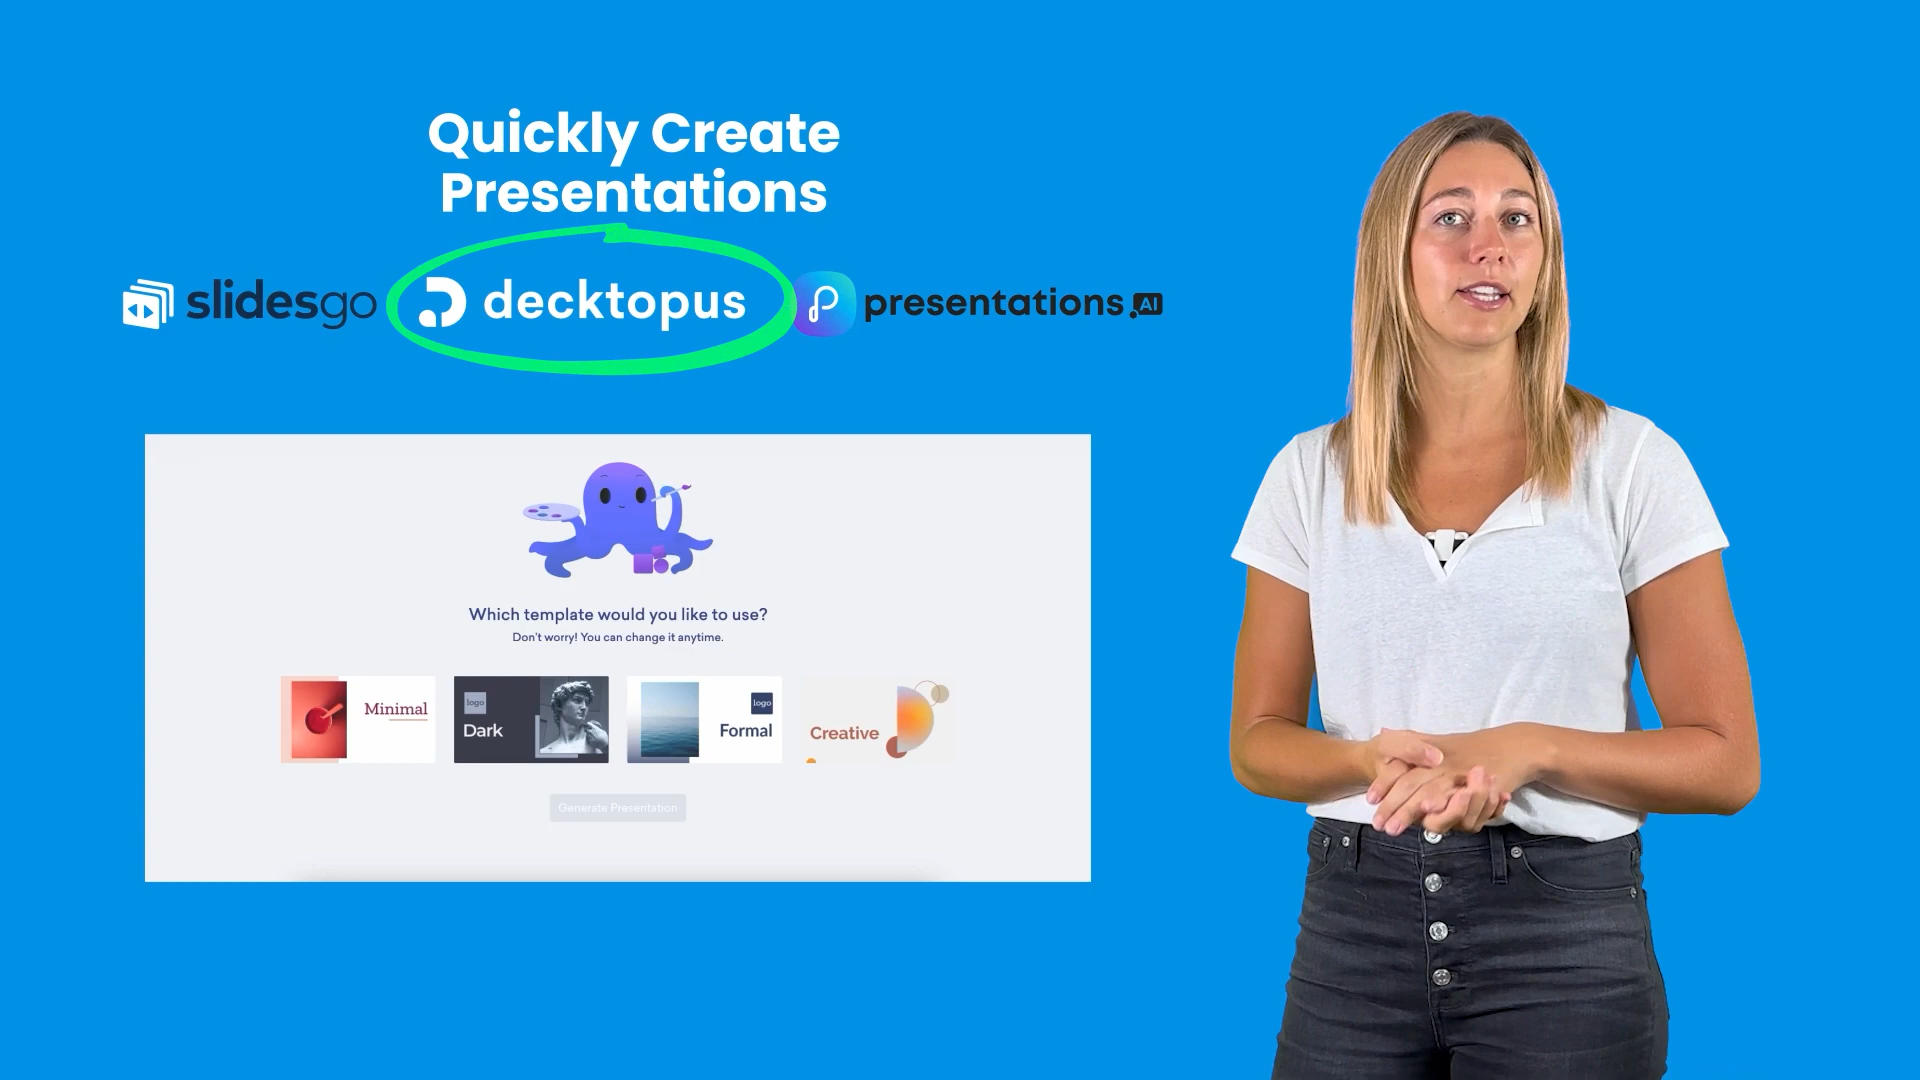 Quickly Create
Presentations
slidesgo
decktopus
presentations.AI
Which template would you like to use?
Don't worry! You can change it anytime.
Minimal
logo
Dark
logo
Formal
Creative
Generate Presentation